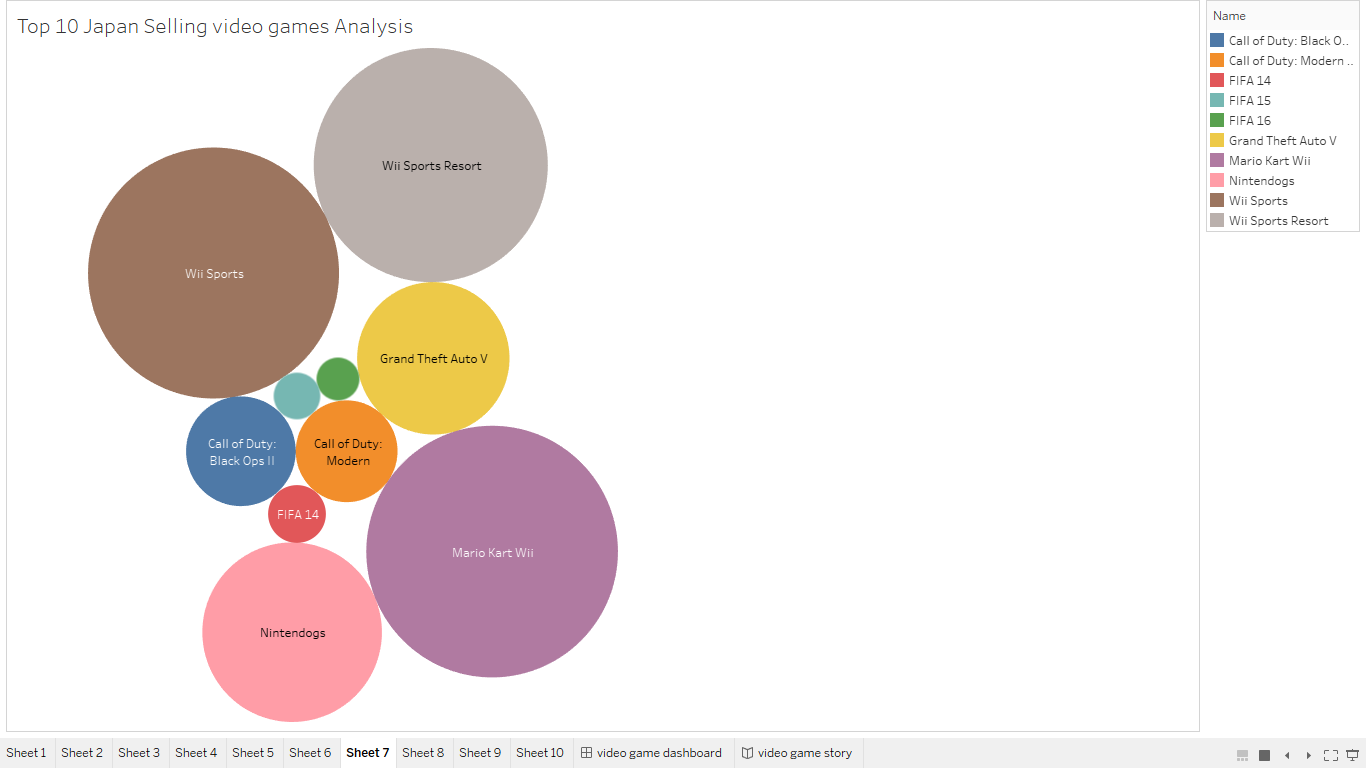 Top 10 Japan Selling video games Analysis
Name
Call of Duty: Black O..
Call of Duty: Modern ..
FIFA 14
FIFA 15
FIFA 16
Grand Theft Auto V
Mario Kart Wii
Nintendogs
Wii Sports
Wii Sports Resort
Wii Sports Resort
Wii Sports
Grand Theft Auto V
Call of Duty:
Black Ops II
Call of Duty:
Modern
FIFA 14
Mario Kart Wii
Nintendogs
Sheet 1 Sheet 2 Sheet 3 Sheet 4 Sheet 5 Sheet 6 Sheet 7 Sheet 8 Sheet 9 Sheet 10 video game dashboard video game story